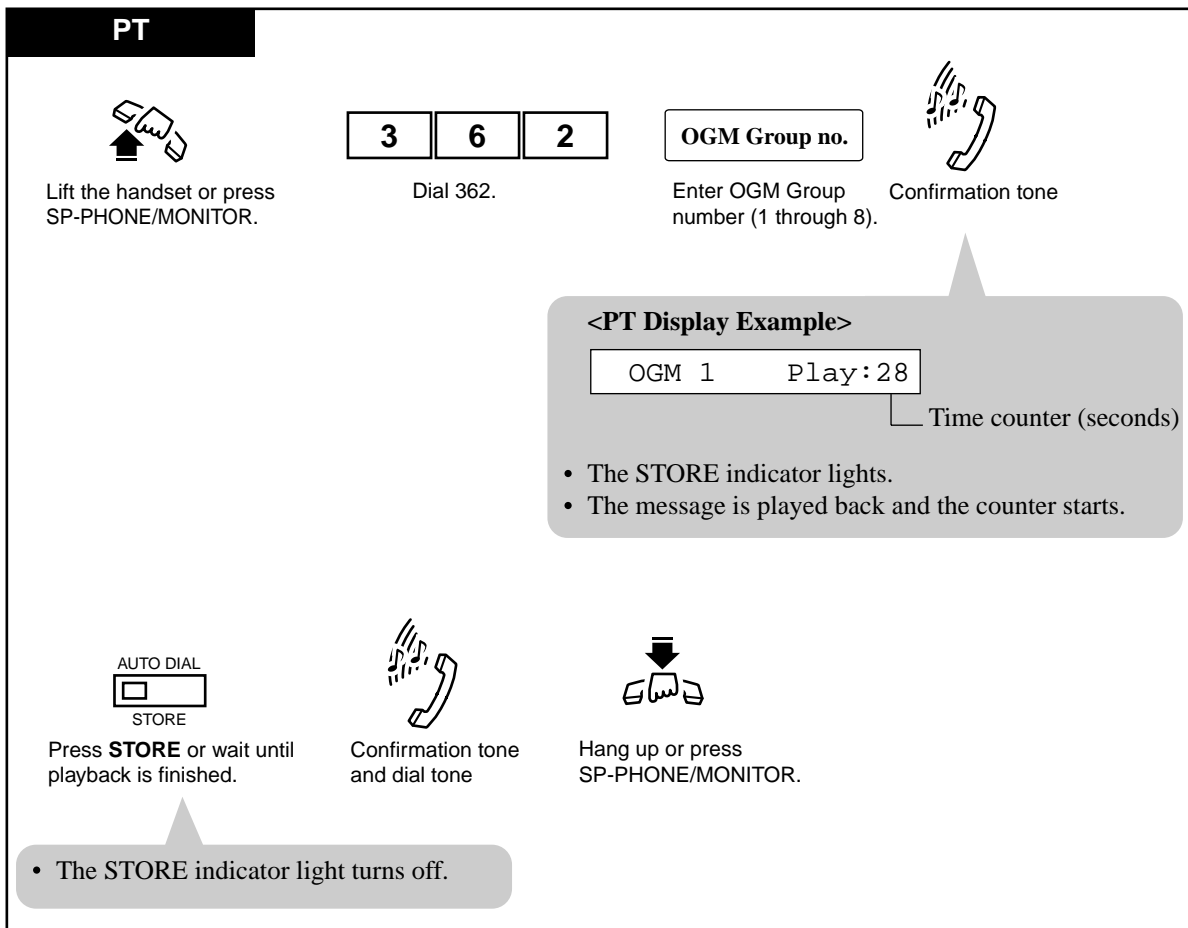 PT
3 6 2
OGM Group no.
Lift the handset or press
SP-PHONE/MONITOR.
Dial 362.
Enter OGM Group
number (1 through 8).
Confirmation tone
<PT Display Example>
OGM 1 Play:28
Time counter (seconds)
• The STORE indicator lights.
• The message is played back and the counter starts.
AUTO DIAL
STORE
Press STORE or wait until
playback is finished.
Confirmation tone
and dial tone
Hang up or press
SP-PHONE/MONITOR.
• The STORE indicator light turns off.